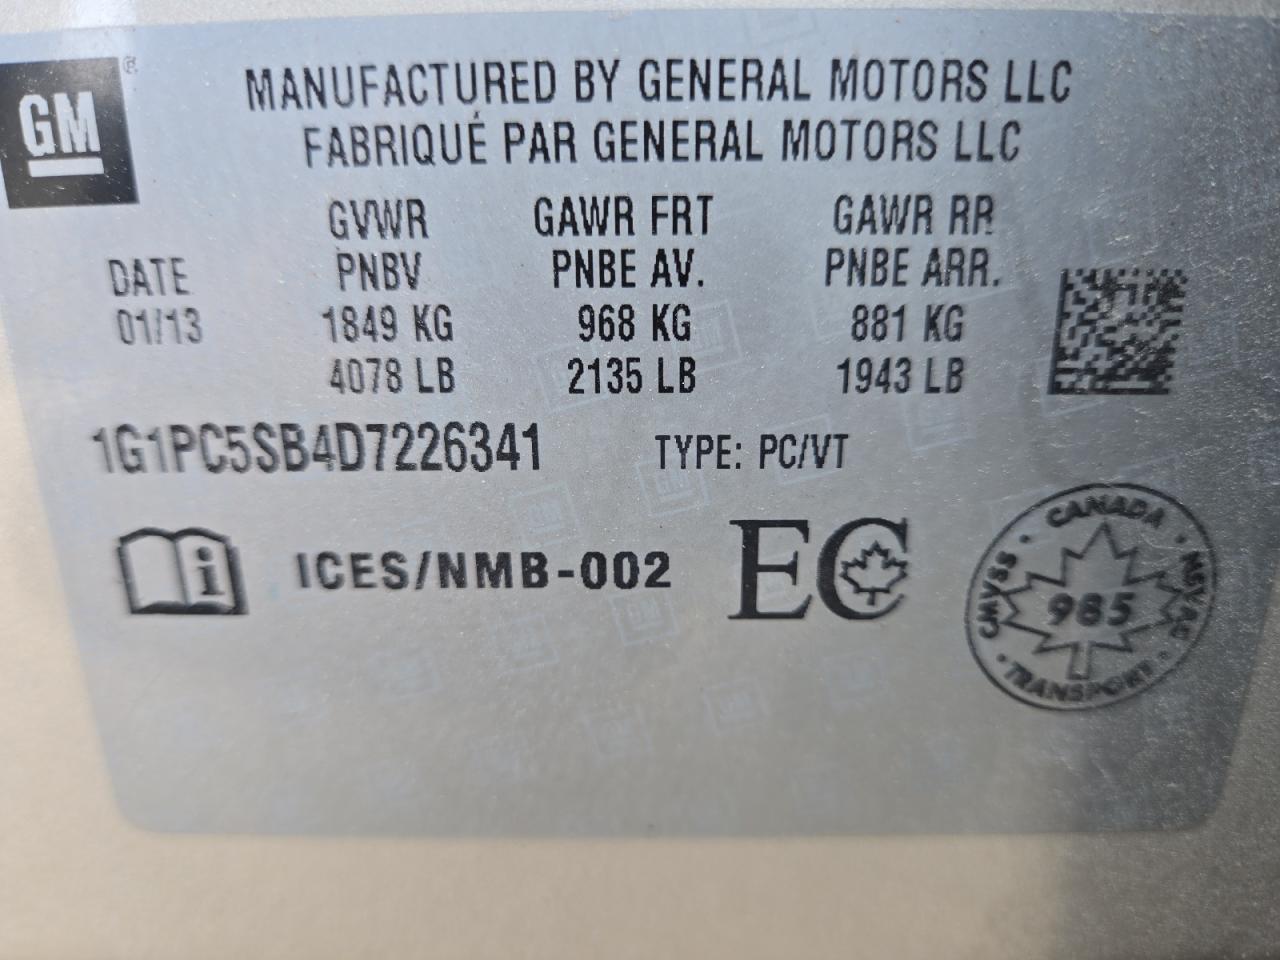 GM
MANUFACTURED BY GENERAL MOTORS LLC
FABRIQUÉ PAR GENERAL MOTORS LLC
GVWR GAWR FRT GAWR RR
DATE PNBV PNBE AV. PNBE ARR.
01/13 1849 KG 968 KG 881 KG
4078 LB 2135 LB 1943 LB
1G1PC5SB4D7226341 TYPE: PC/VT
i ICES/NMB-002 EC
CANADA
CMVSS 985 NSVAC
TRANSPORT